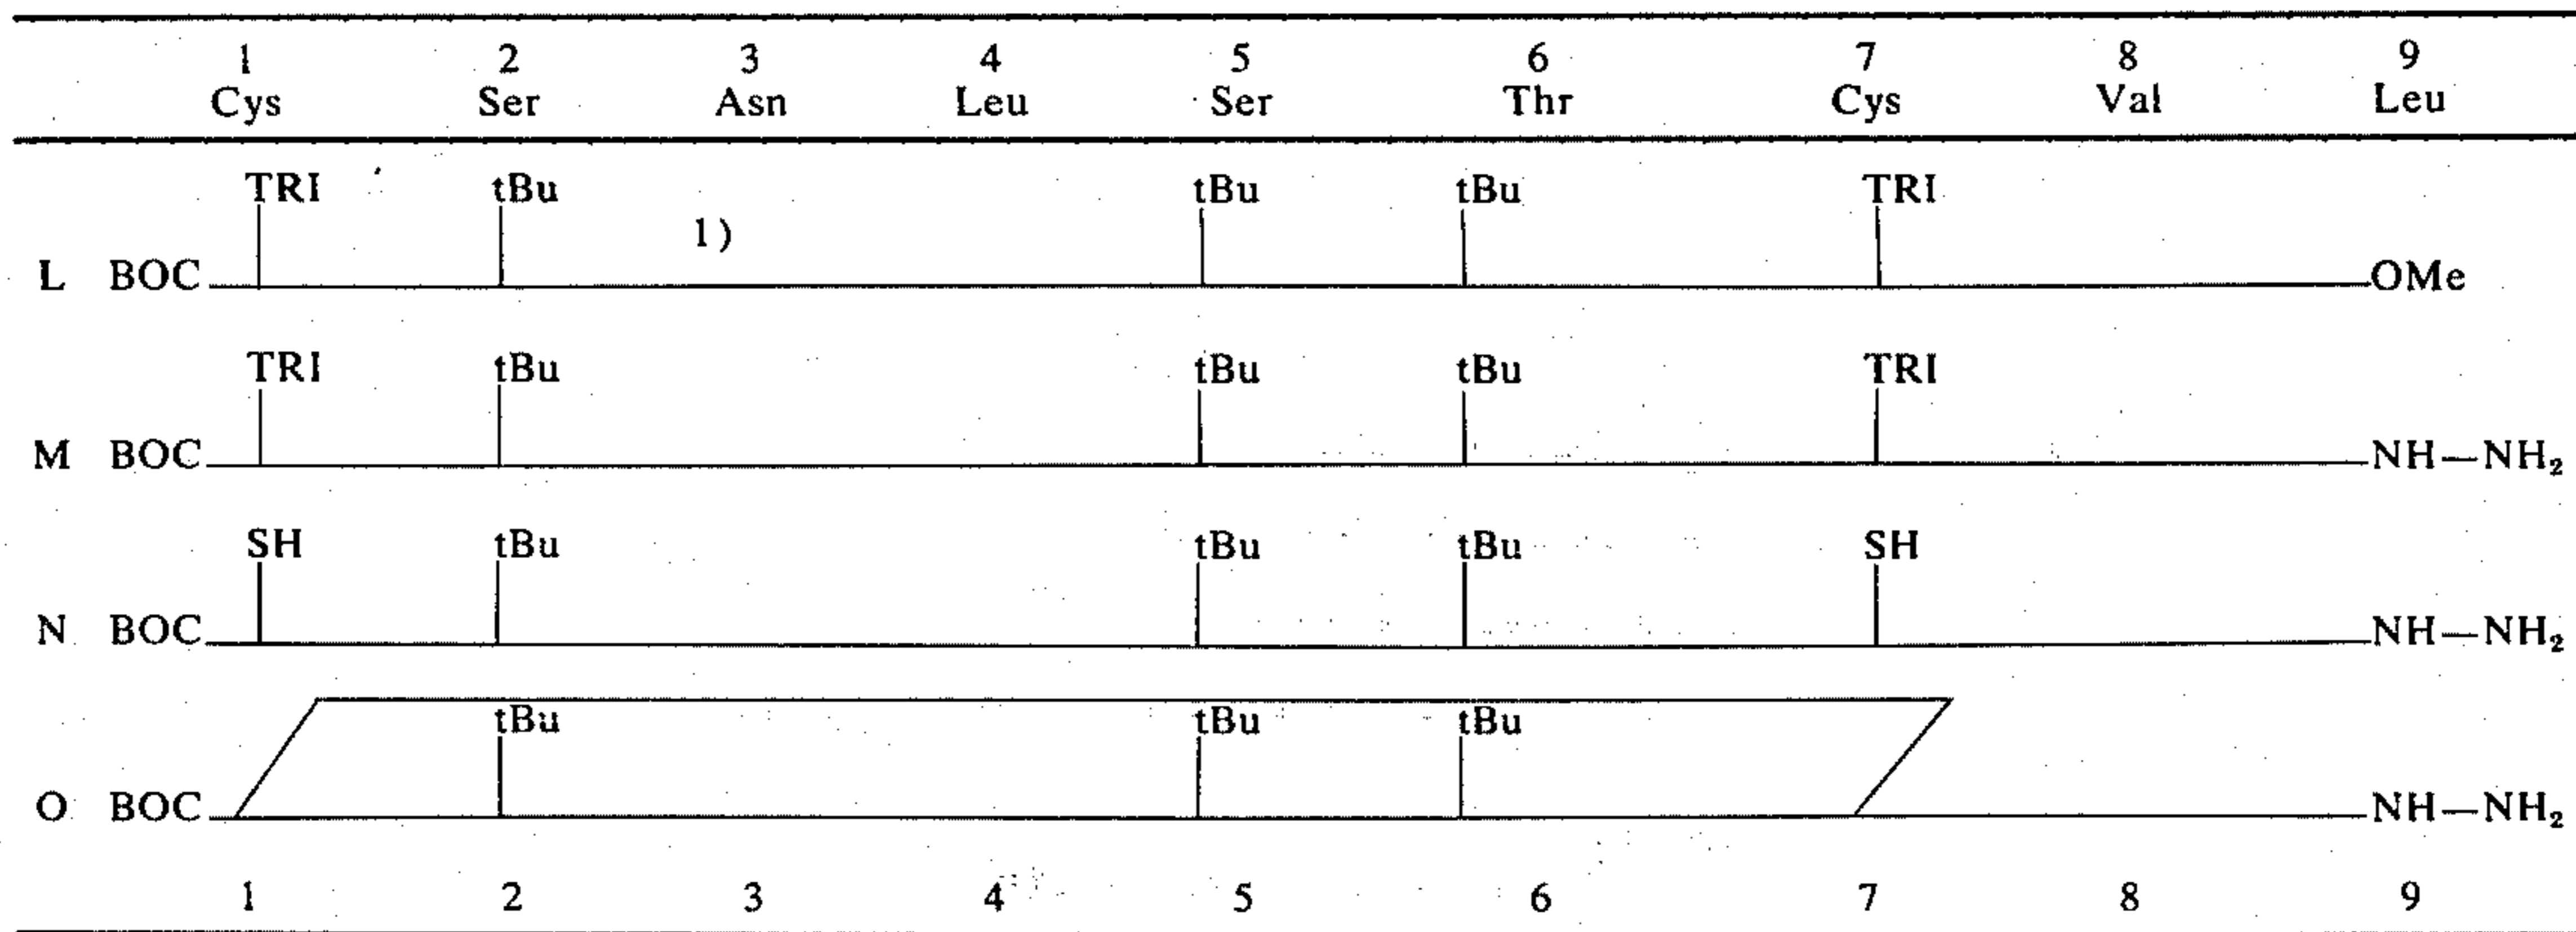 1 2 3 4 5 6 7 8 9
Cys Ser Asn Leu Ser Thr Cys Val Leu
TRI tBu tBu tBu TRI
1)
L BOC OMe
TRI tBu tBu tBu TRI
M BOC NH—NH₂
SH tBu tBu tBu SH
N BOC NH—NH₂
tBu tBu tBu
O BOC NH—NH₂
1 2 3 4 5 6 7 8 9